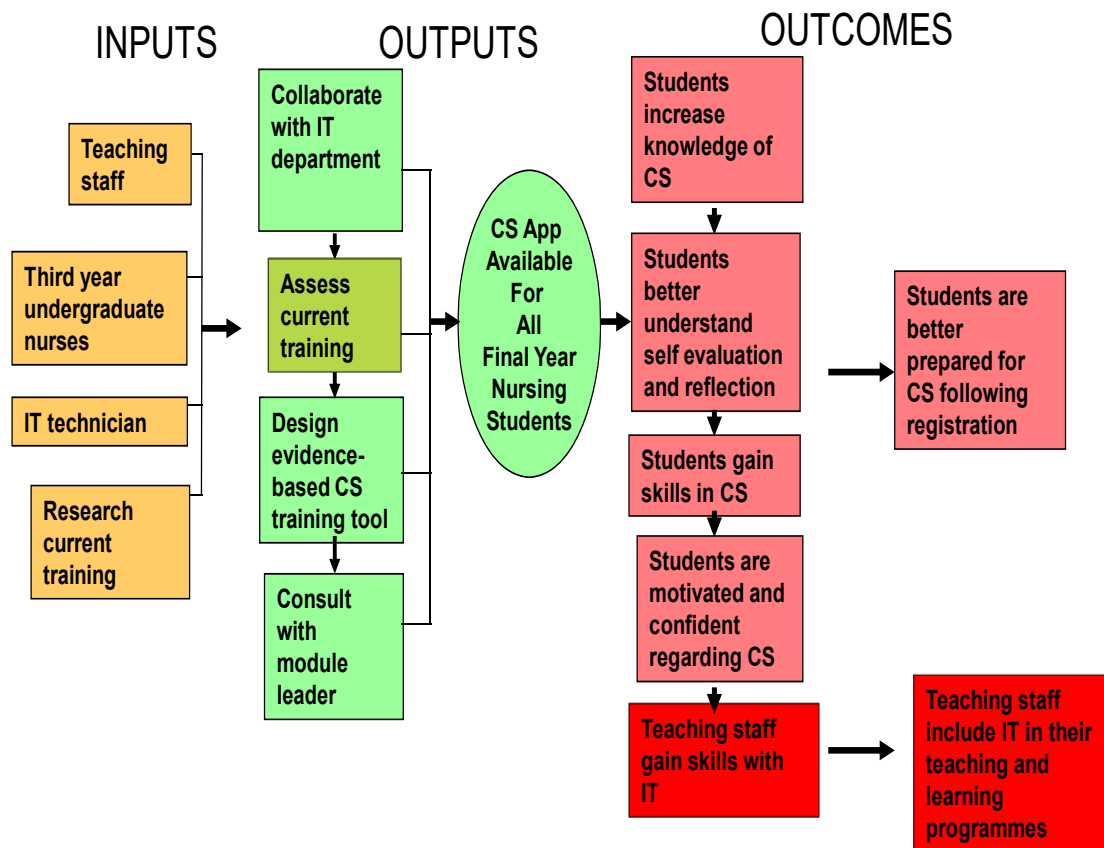 INPUTS
OUTPUTS
OUTCOMES
Teaching
staff
Third year
undergraduate
nurses
IT technician
Research
current
training
Collaborate
with IT
department
Assess
current
training
Design
evidence-
based CS
training tool
Consult
with
module
leader
CS App
Available
For
All
Final Year
Nursing
Students
Students
increase
knowledge of
CS
Students
better
understand
self evaluation
and reflection
Students gain
skills in CS
Students are
motivated and
confident
regarding CS
Teaching staff
gain skills with
IT
Students are
better
prepared for
CS following
registration
Teaching staff
include IT in their
teaching and
learning
programmes